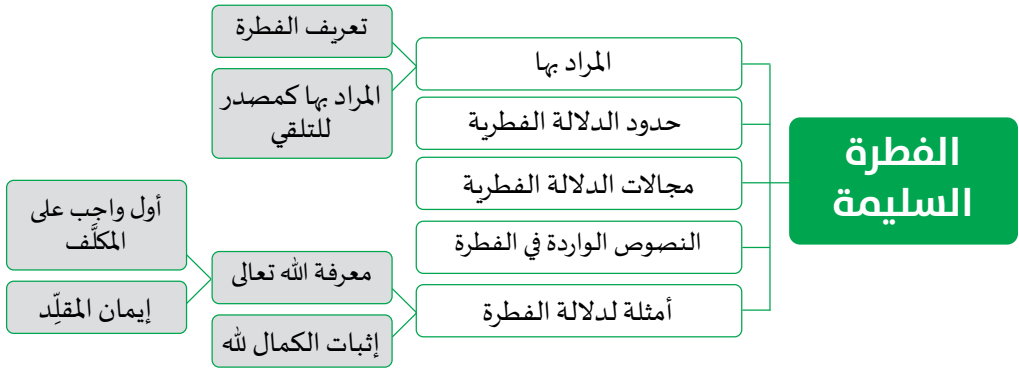 الفطرة
السليمة
المراد بها
تعريف الفطرة
المراد بها كمصدر
للتلقي
حدود الدلالة الفطرية
مجالات الدلالة الفطرية
النصوص الواردة في الفطرة
أمثلة لدلالة الفطرة
معرفة الله تعالى
أول واجب على
المكلَّف
إيمان المقلِّد
إثبات الكمال لله